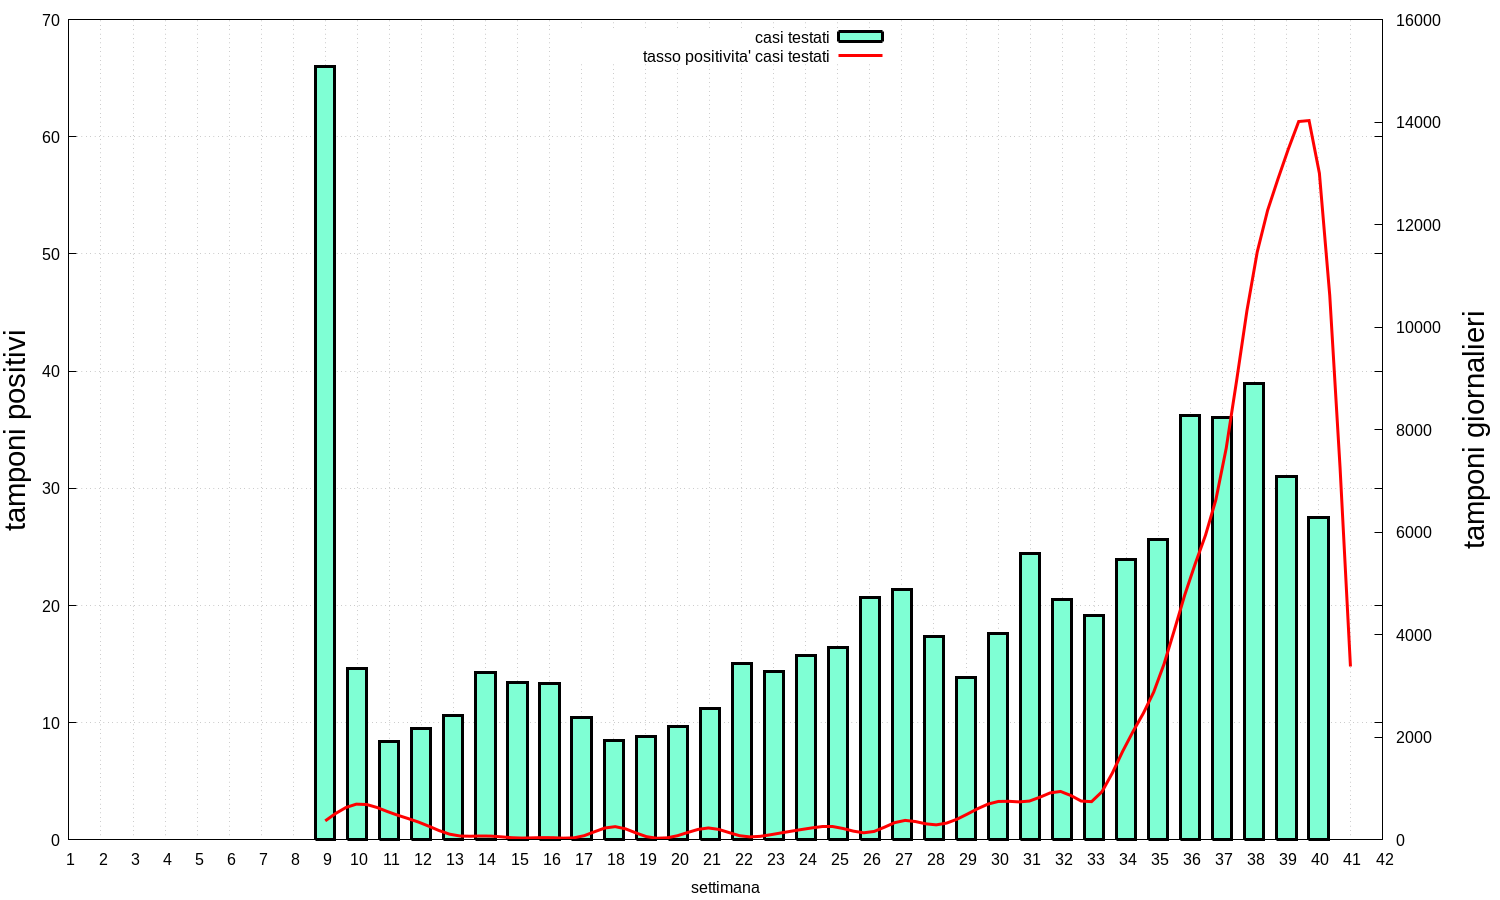 casi testati
tasso positivita' casi testati
70
60
50
40
30
20
10
0
tamponi positivi
16000
14000
12000
10000
8000
6000
4000
2000
0
tamponi giornalieri
1 2 3 4 5 6 7 8 9 10 11 12 13 14 15 16 17 18 19 20 21 22 23 24 25 26 27 28 29 30 31 32 33 34 35 36 37 38 39 40 41 42
settimana